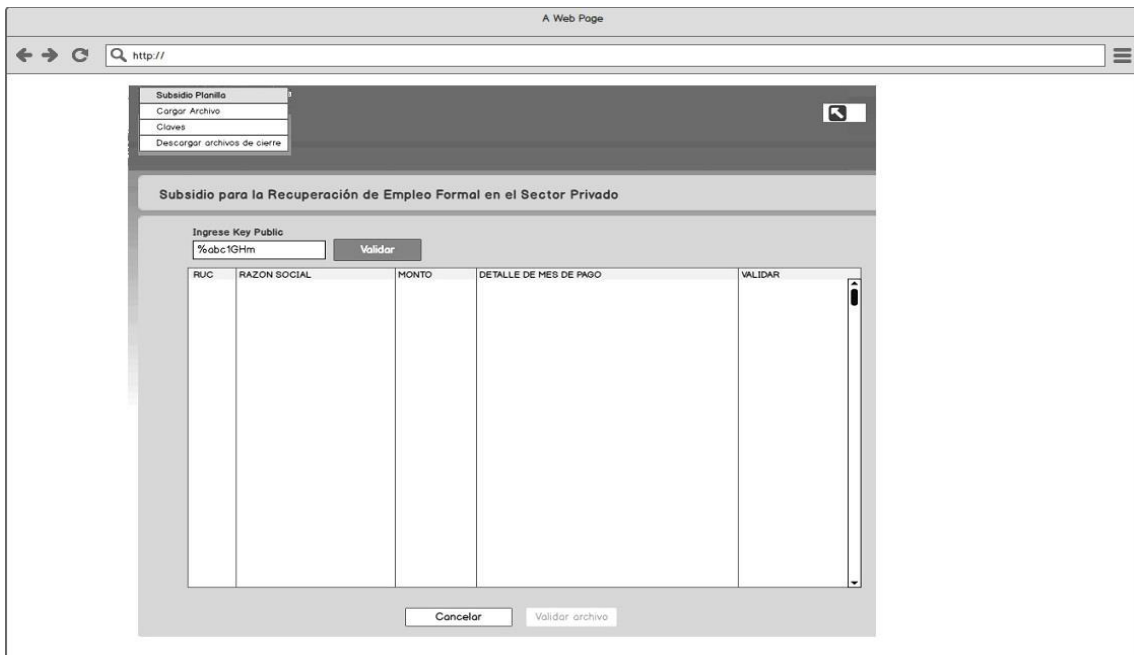 A Web Page
http://
Subsidio Planilla
Cargar Archivo
Claves
Descargar archivos de cierre
Subsidio para la Recuperación de Empleo Formal en el Sector Privado
Ingrese Key Public
%abc1GHm Validar
RUC RAZON SOCIAL MONTO DETALLE DE MES DE PAGO VALIDAR
Cancelar Validar archivo